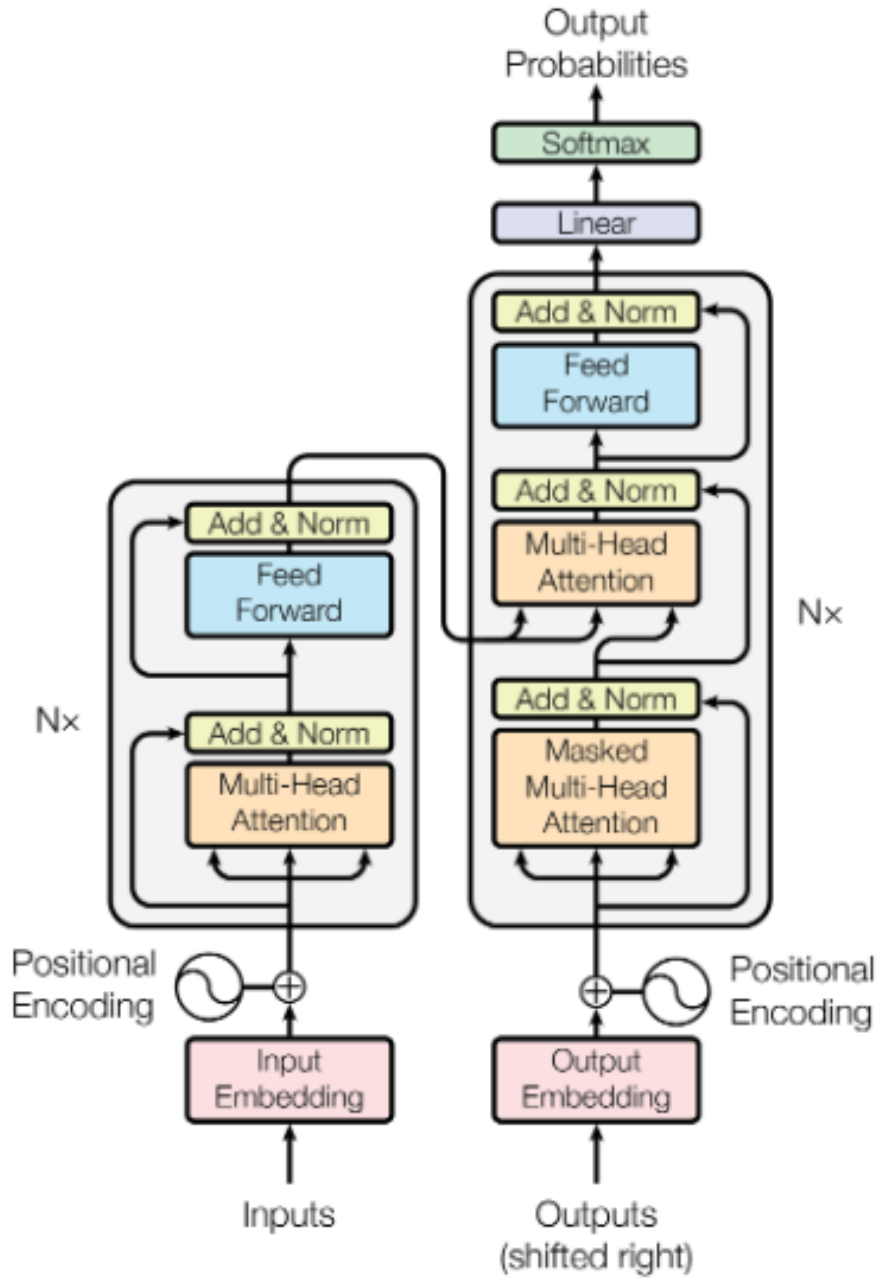 Output
Probabilities
Softmax
Linear
Add & Norm
Feed
Forward
Add & Norm
Multi-Head
Attention
Nx
Add & Norm
Masked
Multi-Head
Attention
Add & Norm
Feed
Forward
Nx
Add & Norm
Multi-Head
Attention
Positional
Encoding
Positional
Encoding
Input
Embedding
Output
Embedding
Inputs
Outputs
(shifted right)